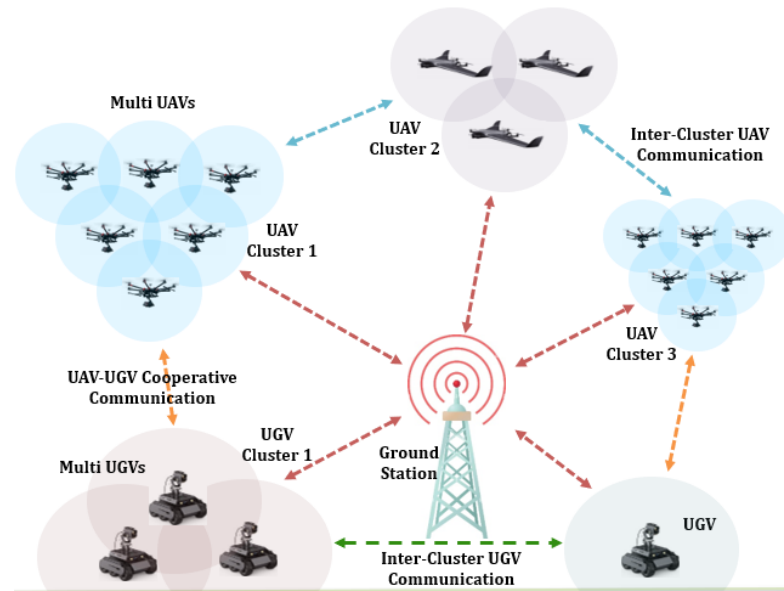 Multi UAVs
UAV
Cluster 2
Inter-Cluster UAV
Communication
UAV
Cluster 1
UAV
Cluster 3
UAV-UGV Cooperative
Communication
UGV
Cluster 1
Ground
Station
Multi UGVs
UGV
Inter-Cluster UGV
Communication